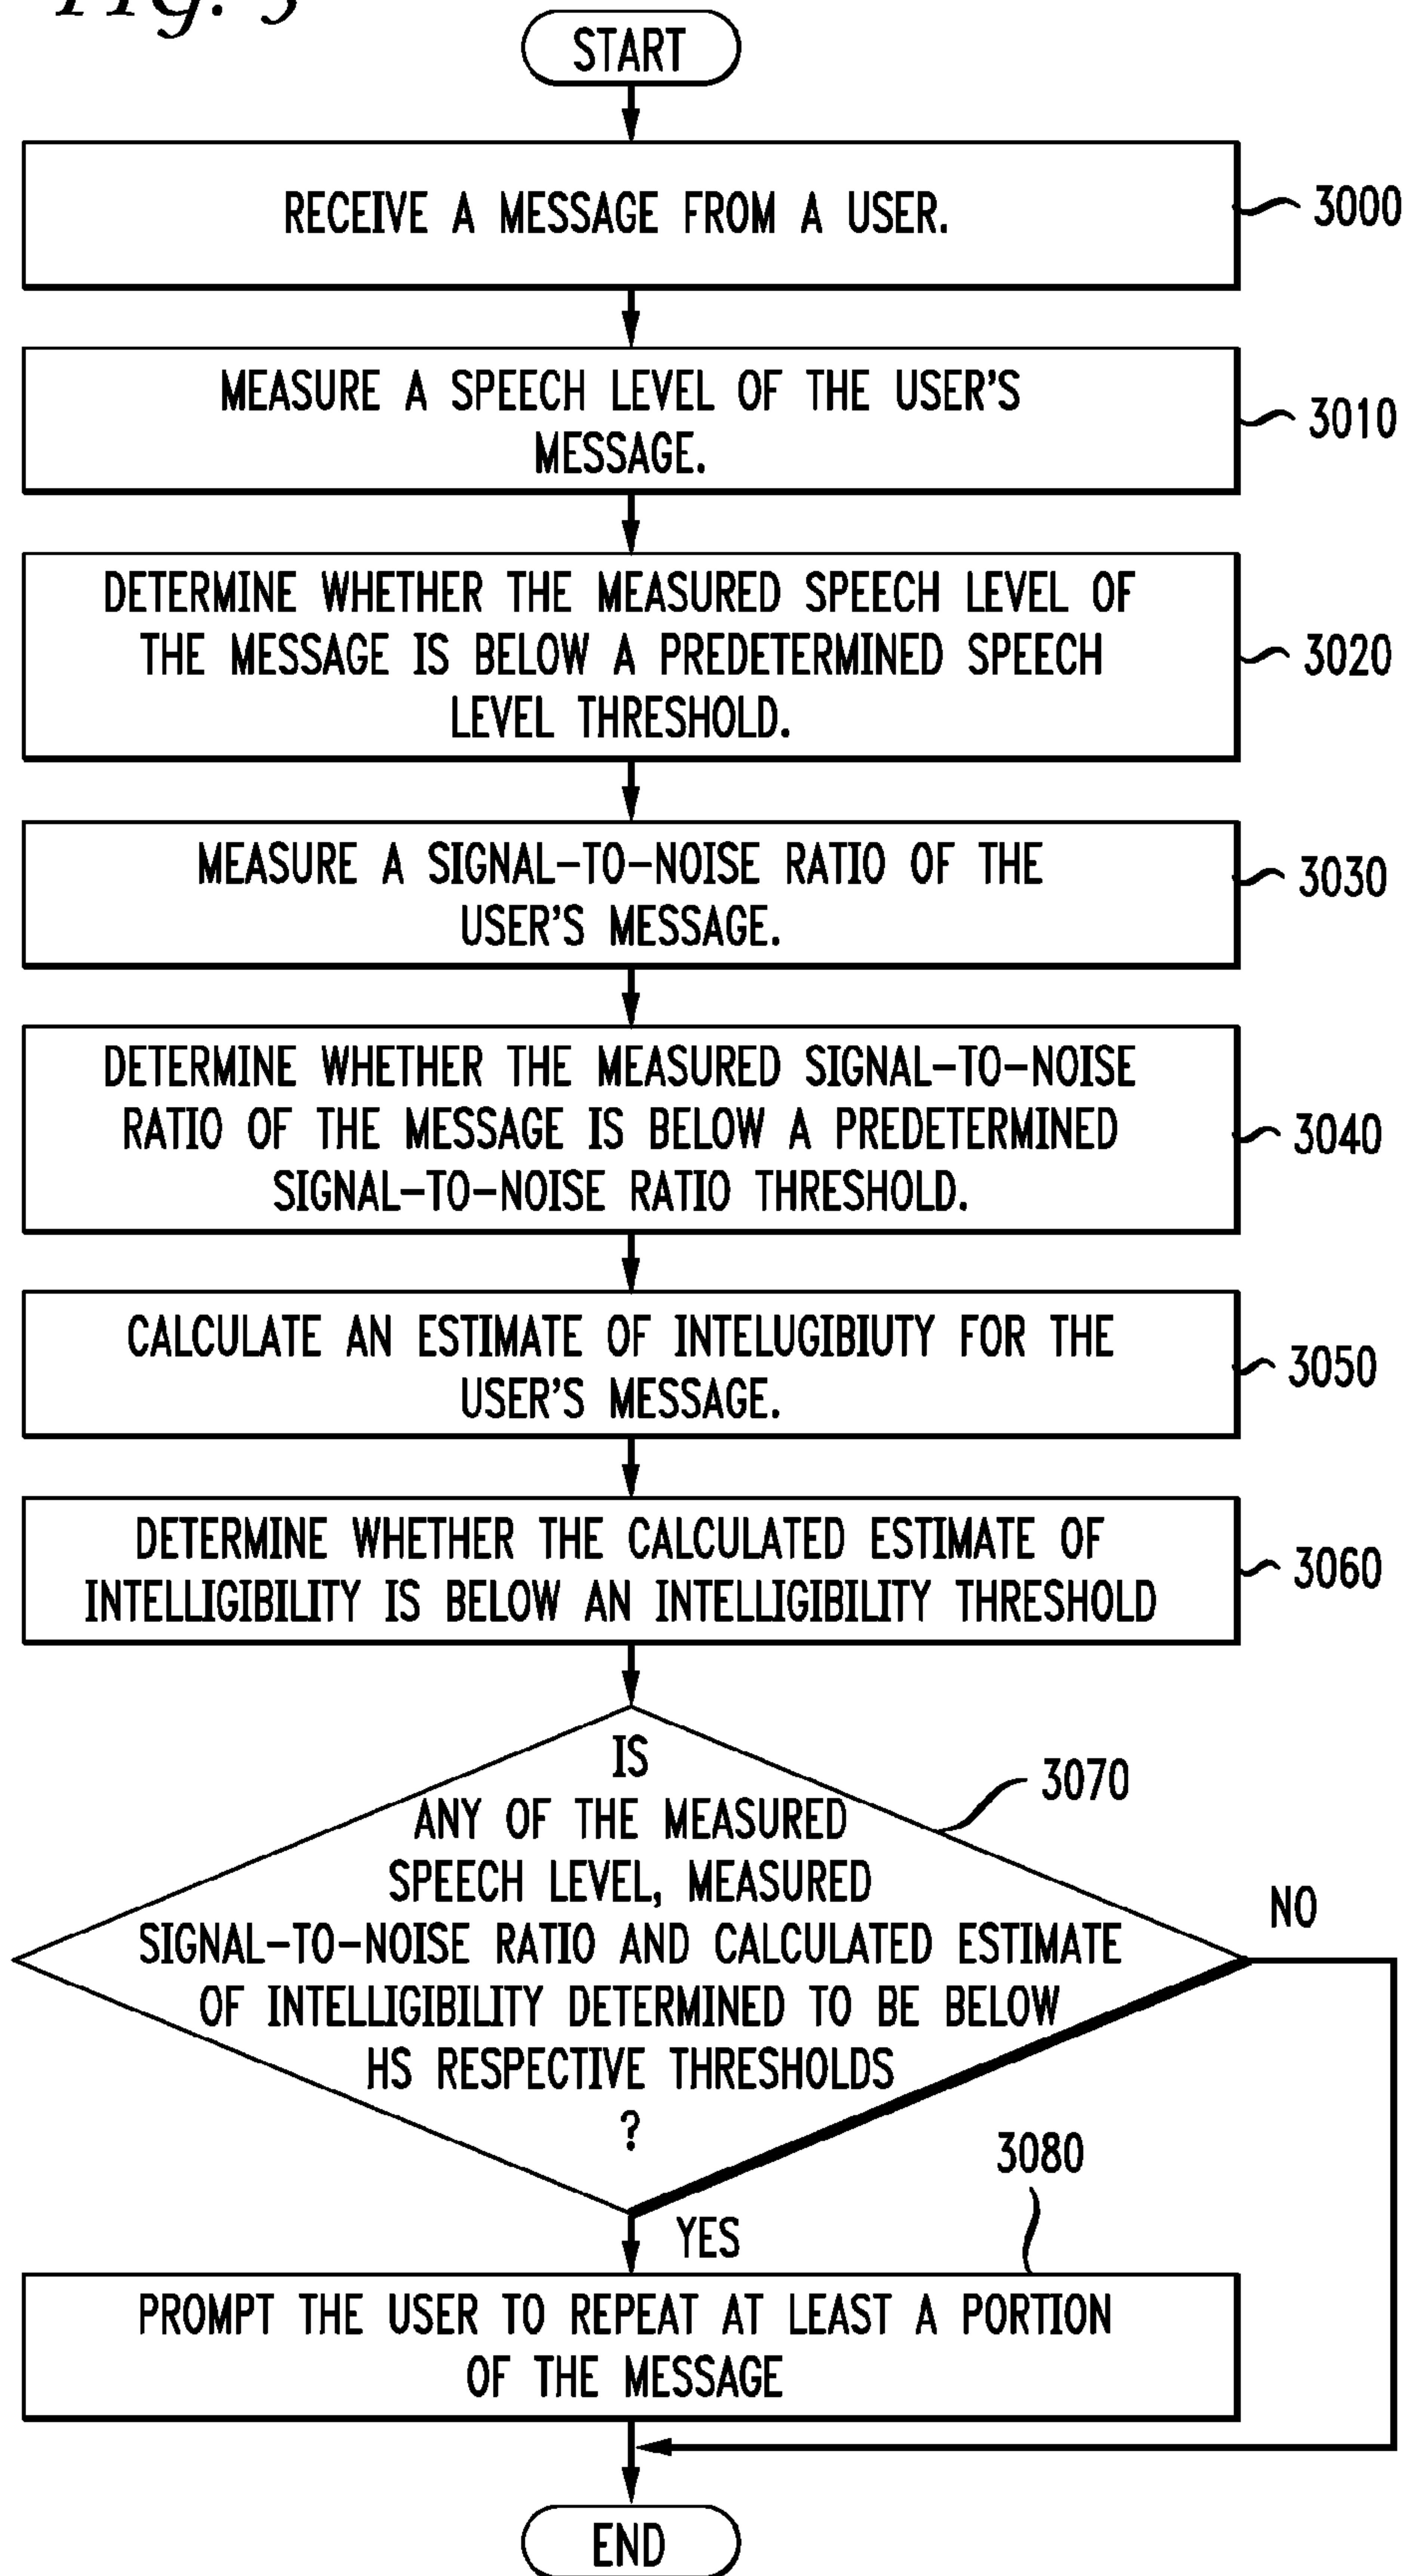 Fig. 3
START
RECEIVE A MESSAGE FROM A USER.
3000
MEASURE A SPEECH LEVEL OF THE USER'S
MESSAGE.
3010
DETERMINE WHETHER THE MEASURED SPEECH LEVEL OF
THE MESSAGE IS BELOW A PREDETERMINED SPEECH
LEVEL THRESHOLD.
3020
MEASURE A SIGNAL-TO-NOISE RATIO OF THE
USER'S MESSAGE.
3030
DETERMINE WHETHER THE MEASURED SIGNAL-TO-NOISE
RATIO OF THE MESSAGE IS BELOW A PREDETERMINED
SIGNAL-TO-NOISE RATIO THRESHOLD.
3040
CALCULATE AN ESTIMATE OF INTELUGIBIUTY FOR THE
USER'S MESSAGE.
3050
DETERMINE WHETHER THE CALCULATED ESTIMATE OF
INTELLIGIBILITY IS BELOW AN INTELLIGIBILITY THRESHOLD
3060
IS
ANY OF THE MEASURED
SPEECH LEVEL, MEASURED
SIGNAL-TO-NOISE RATIO AND CALCULATED ESTIMATE
OF INTELLIGIBILITY DETERMINED TO BE BELOW
HS RESPECTIVE THRESHOLDS
?
3070
NO
YES
3080
PROMPT THE USER TO REPEAT AT LEAST A PORTION
OF THE MESSAGE
END